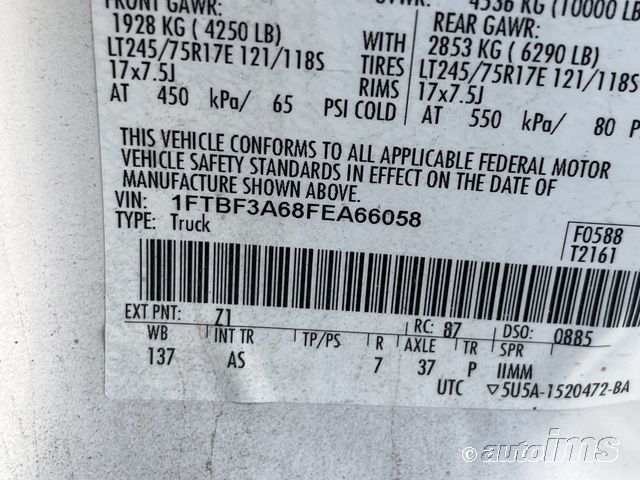 FRONT GAWR:
1928 KG ( 4250 LB)
LT245/75R17E 121/118S
17x7.5J
AT 450 kPa/ 65 PSI COLD
WITH
TIRES
RIMS
4536 KG (10000 LB
REAR GAWR:
2853 KG ( 6290 LB)
LT245/75R17E 121/118S
17x7.5J
AT 550 kPa/ 80 P
THIS VEHICLE CONFORMS TO ALL APPLICABLE FEDERAL MOTOR
VEHICLE SAFETY STANDARDS IN EFFECT ON THE DATE OF
MANUFACTURE SHOWN ABOVE.
VIN: 1FTBF3A68FEA66058
TYPE: Truck
F0588
T2161
EXT PNT: Z1 RC: 87 DSO: 0885
WB INT TR TP/PS R AXLE TR SPR
137 AS 7 37 P IIMM
UTC ▽5U5A-1520472-BA
© autoims